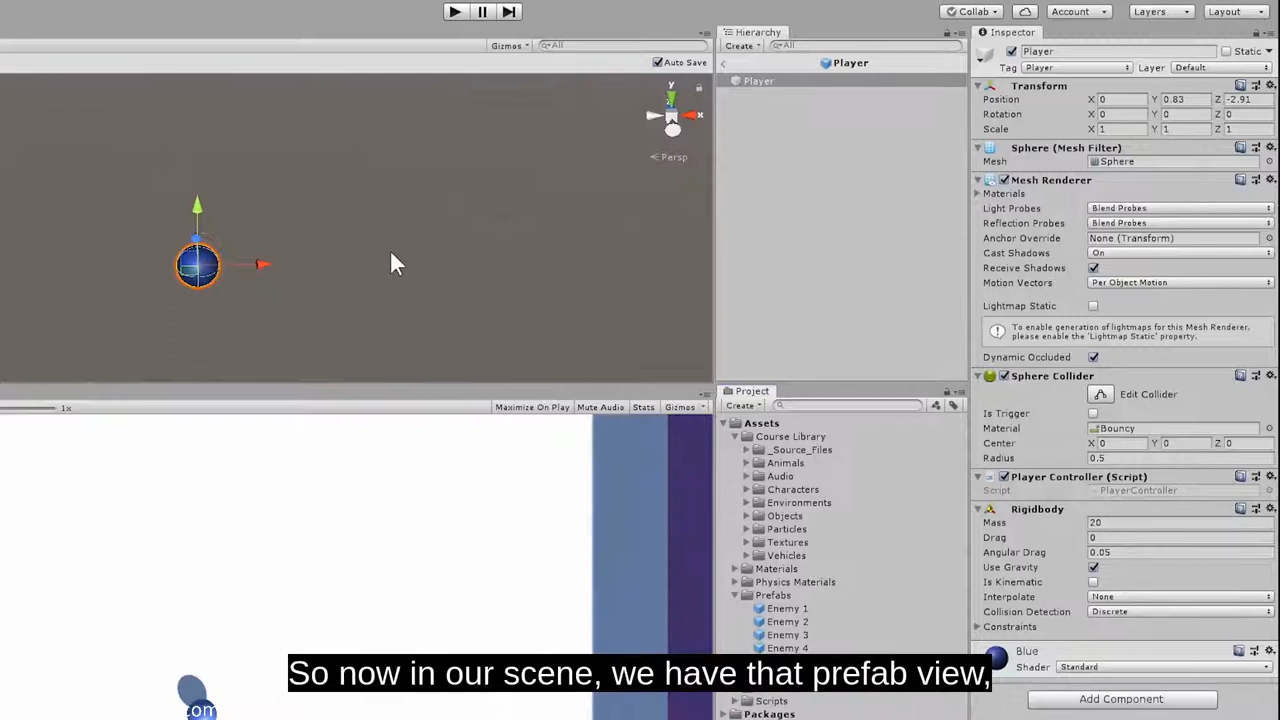 Collab Account Layers Layout
Gizmos All
Auto Save
y
x
Persp
Hierarchy
Create All
Player
Player
Inspector
Player Static
Tag Player Layer Default
Transform
Position X 0 Y 0.83 Z -2.91
Rotation X 0 Y 0 Z 0
Scale X 1 Y 1 Z 1
Sphere (Mesh Filter)
Mesh Sphere
Mesh Renderer
Materials
Light Probes Blend Probes
Reflection Probes Blend Probes
Anchor Override None (Transform)
Cast Shadows On
Receive Shadows
Motion Vectors Per Object Motion
Lightmap Static
To enable generation of lightmaps for this Mesh Renderer,
please enable the 'Lightmap Static' property.
Dynamic Occluded
Sphere Collider
Edit Collider
Is Trigger
Material Bouncy
Center X 0 Y 0 Z 0
Radius 0.5
Player Controller (Script)
Script PlayerController
Rigidbody
Mass 20
Drag 0
Angular Drag 0.05
Use Gravity
Is Kinematic
Interpolate None
Collision Detection Discrete
Constraints
Blue
Shader Standard
Add Component
1x Maximize On Play Mute Audio Stats Gizmos
Project
Create
Assets
Course Library
_Source_Files
Animals
Audio
Characters
Environments
Objects
Particles
Textures
Vehicles
Materials
Physics Materials
Prefabs
Enemy 1
Enemy 2
Enemy 3
Enemy 4
Scripts
Packages
So now in our scene, we have that prefab view,
com